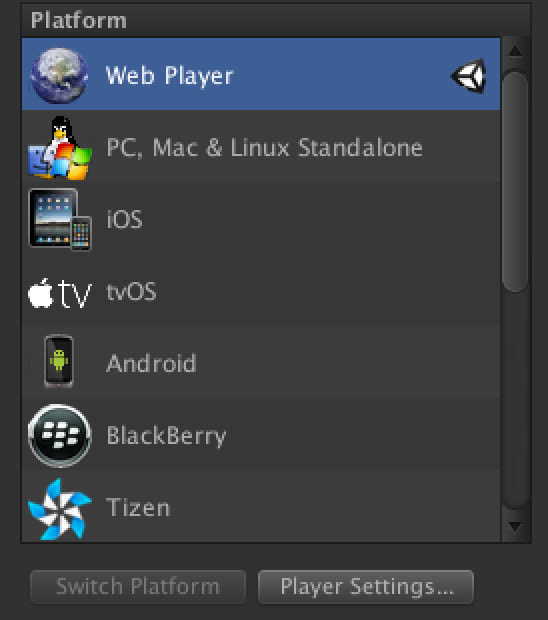 Platform
Web Player
PC, Mac & Linux Standalone
iOS
tv tvOS
Android
BlackBerry
Tizen
Switch Platform Player Settings...